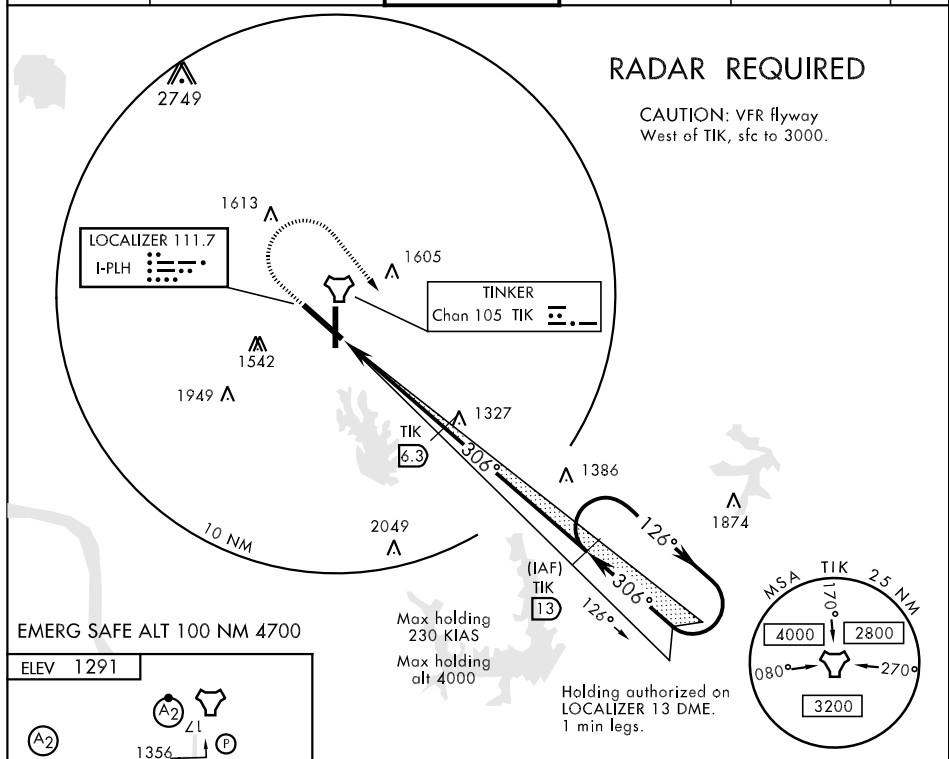 RADAR REQUIRED
CAUTION: VFR flyway
West of TIK, sfc to 3000.
2749
1613
LOCALIZER 111.7
I-PLH
1605
TINKER
Chan 105 TIK
1542
1949
1327
TIK
6.3
306°
1386
1874
126°
10 NM
2049
(IAF)
TIK
13
306°
126°
Max holding
230 KIAS
Max holding
alt 4000
Holding authorized on
LOCALIZER 13 DME.
1 min legs.
MSA TIK 25 NM
170°
4000
2800
080°
270°
3200
EMERG SAFE ALT 100 NM 4700
ELEV 1291
A2
17
A2
P
1356